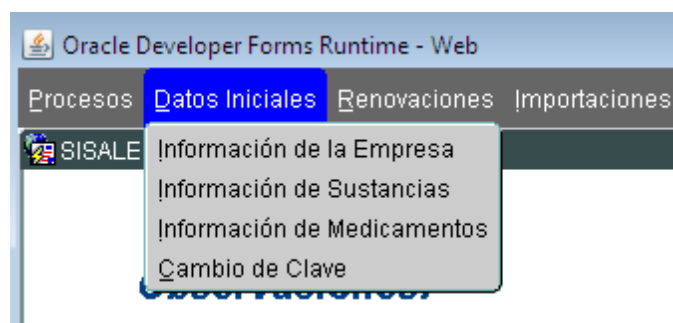 Oracle Developer Forms Runtime - Web
Procesos Datos Iniciales Renovaciones Importaciones
SISALE
Información de la Empresa
Información de Sustancias
Información de Medicamentos
Cambio de Clave